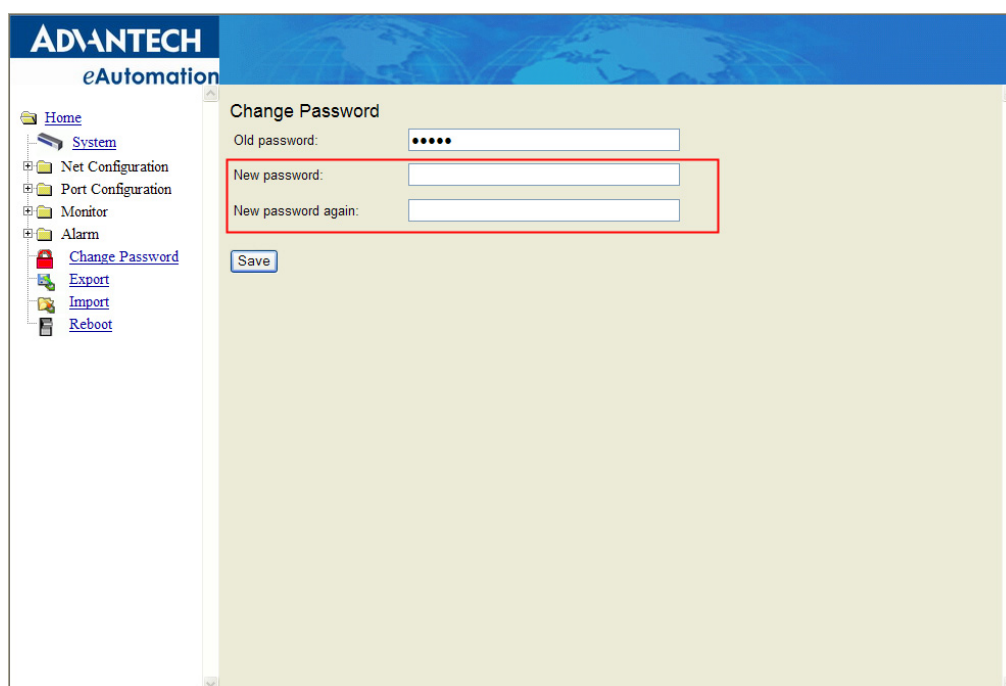 ADVANTECH
eAutomation
Home
System
Net Configuration
Port Configuration
Monitor
Alarm
Change Password
Export
Import
Reboot
Change Password
Old password: •••••
New password:
New password again:
Save